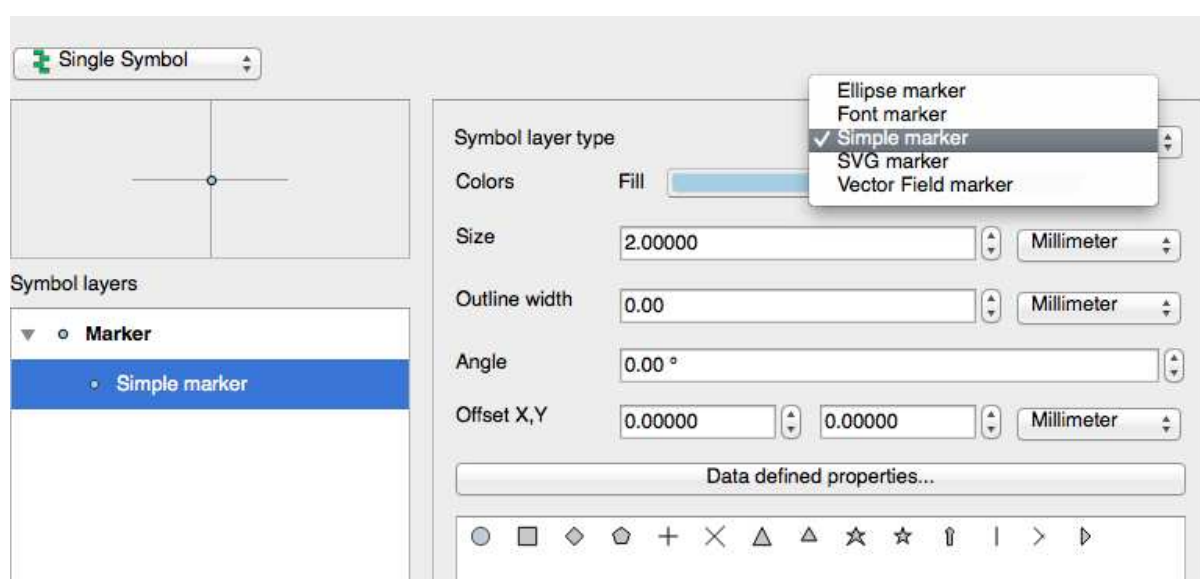 Single Symbol
Symbol layers
Marker
Simple marker
Symbol layer type
Ellipse marker
Font marker
Simple marker
SVG marker
Vector Field marker
Colors Fill
Size 2.00000 Millimeter
Outline width 0.00 Millimeter
Angle 0.00 °
Offset X,Y 0.00000 0.00000 Millimeter
Data defined properties...